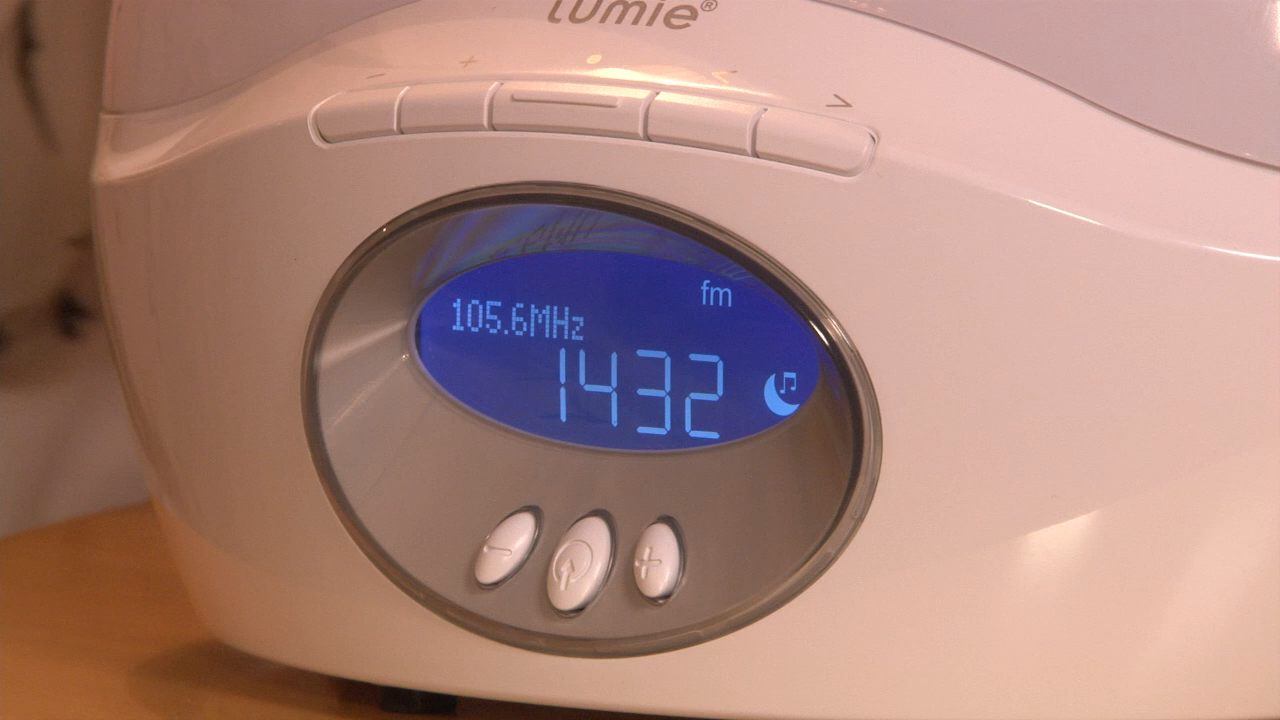 lumie®
- + <
>
fm
105.6MHz
1432
- +